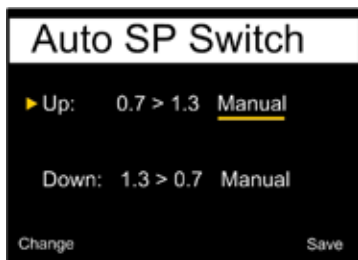 Auto SP Switch
Up: 0.7 > 1.3 Manual
Down: 1.3 > 0.7 Manual
Change Save